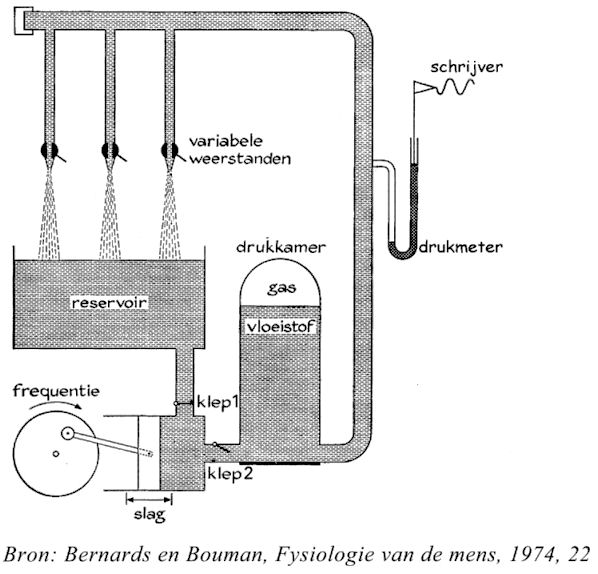 schrijver
variabele
weerstanden
drukkamer
drukmeter
gas
reservoir
vloeistof
frequentie
klep1
klep2
slag
Bron: Bernards en Bouman, Fysiologie van de mens, 1974, 22